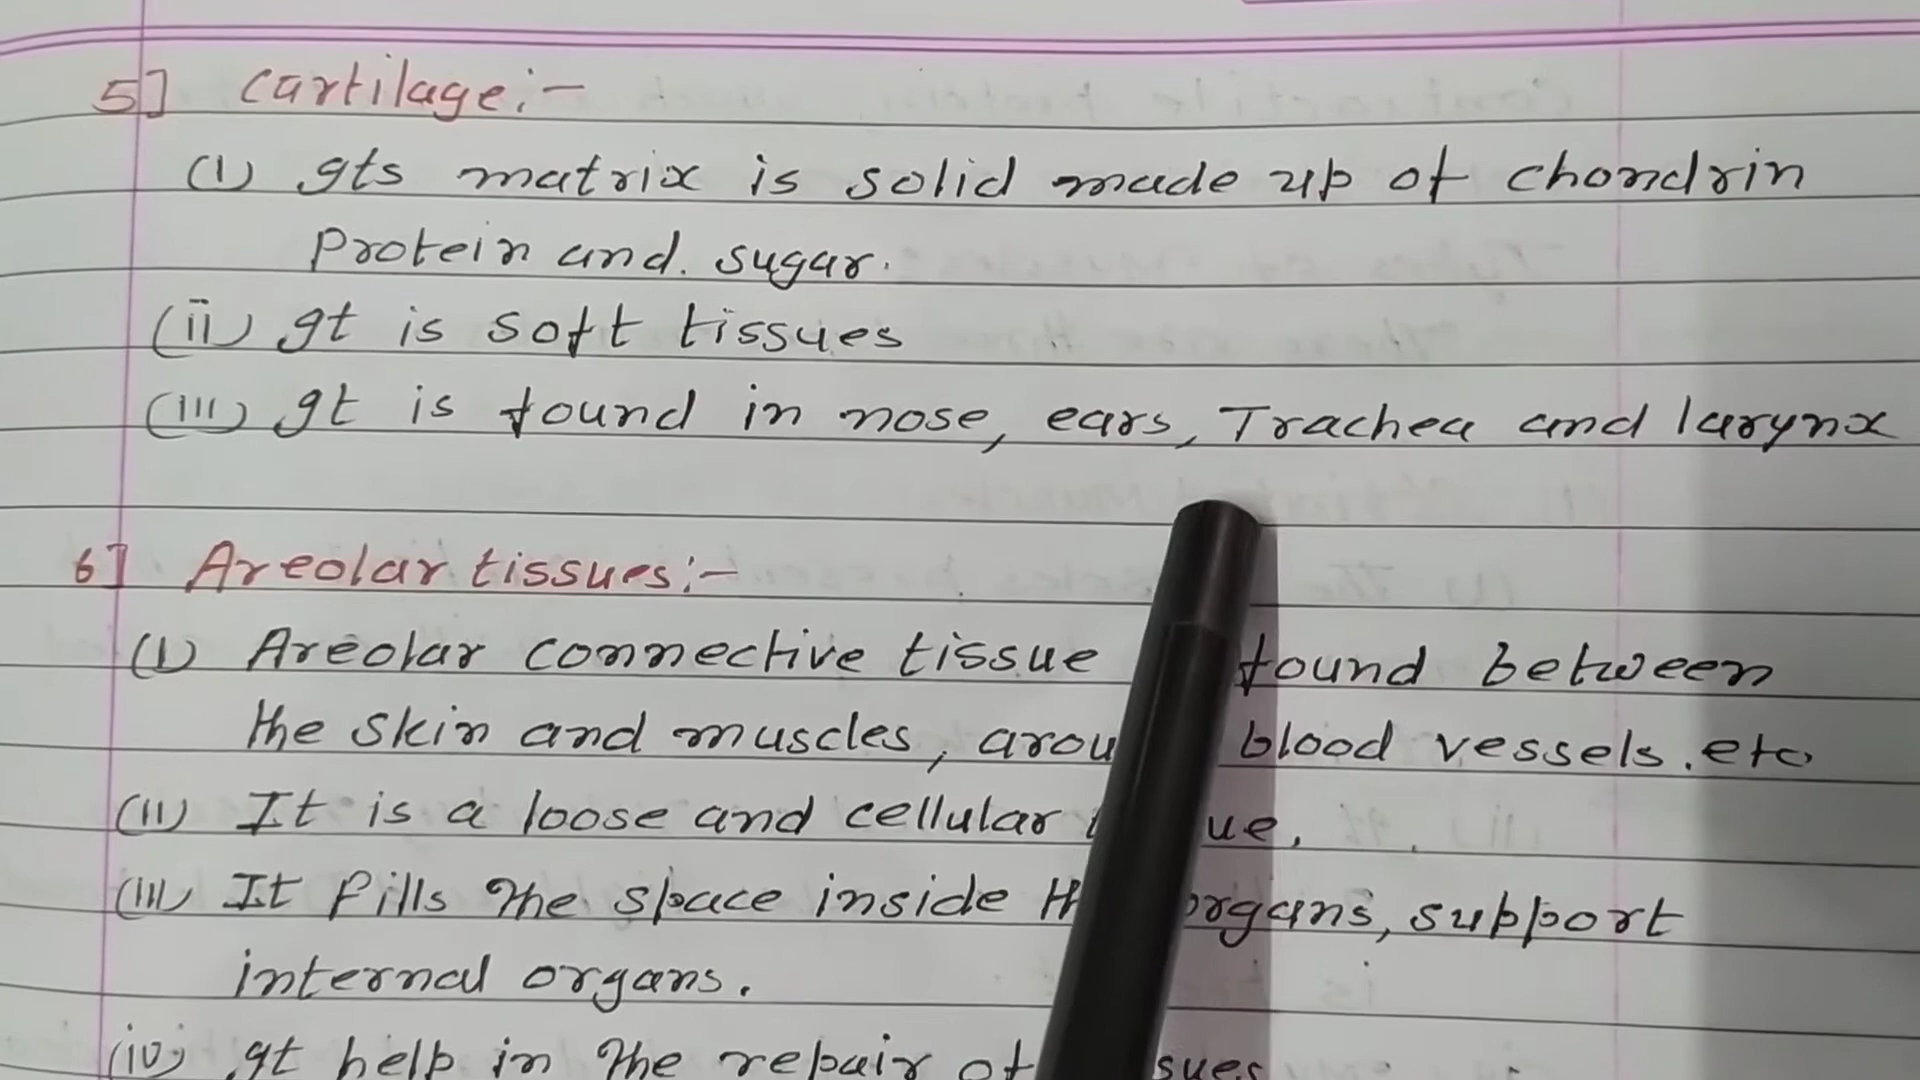 5] Cartilage:-
(i) Its matrix is solid made up of chondrin
Protein and. sugar.
(ii) It is soft tissues
(iii) It is found in nose, ears, Trachea and larynx
6] Areolar tissues:-
(i) Areolar connective tissue found between
the skin and muscles, blood vessels. etc
(ii) It is a loose and cellular
(iii) It fills the space inside organs, support
internal organs.
(iv) It help in the repair of